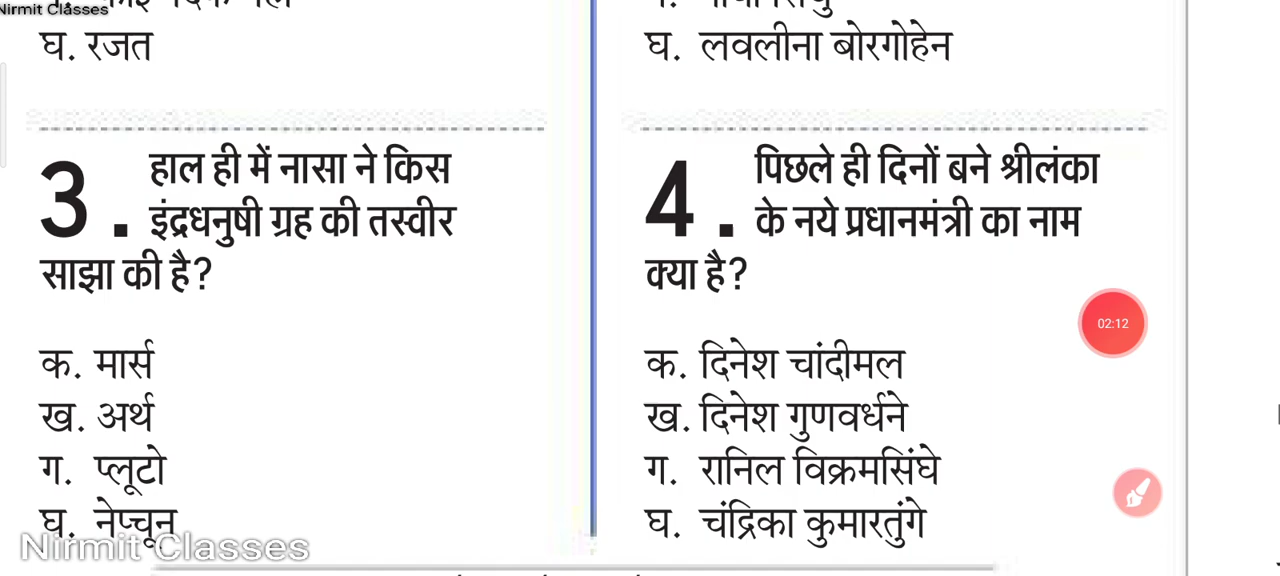 Nirmit Classes
घ. रजत
3. हाल ही में नासा ने किस
इंद्रधनुषी ग्रह की तस्वीर
साझा की है?
क. मार्स
ख. अर्थ
ग. प्लूटो
घ. नेप्चून
Nirmit Classes
घ. लवलीना बोरगोहेन
4. पिछले ही दिनों बने श्रीलंका
के नये प्रधानमंत्री का नाम
क्या है?
02:12
क. दिनेश चांदीमल
ख. दिनेश गुणवर्धने
ग. रानिल विक्रमसिंघे
घ. चंद्रिका कुमारतुंगे